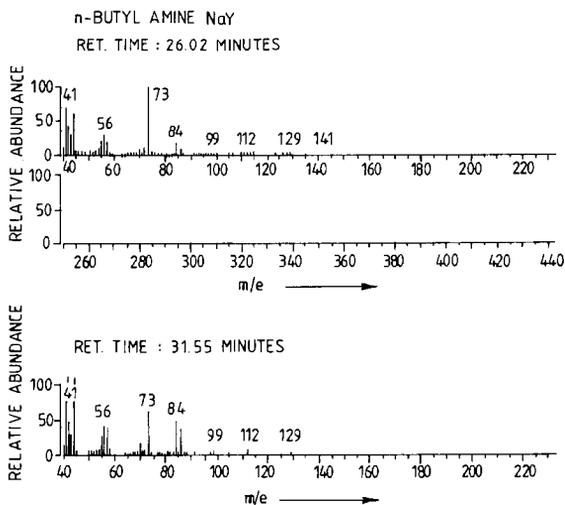 n-BUTYL AMINE NaY
RET. TIME : 26.02 MINUTES
RELATIVE ABUNDANCE
100
50
0
41 56 73 84 99 112 129 141
40 60 80 100 120 140 160 180 200 220
RELATIVE ABUNDANCE
100
50
0
260 280 300 320 340 360 380 400 420 440
m/e
RET. TIME : 31.55 MINUTES
RELATIVE ABUNDANCE
100
50
0
41 56 73 84 99 112 129
40 60 80 100 120 140 160 180 200 220
m/e